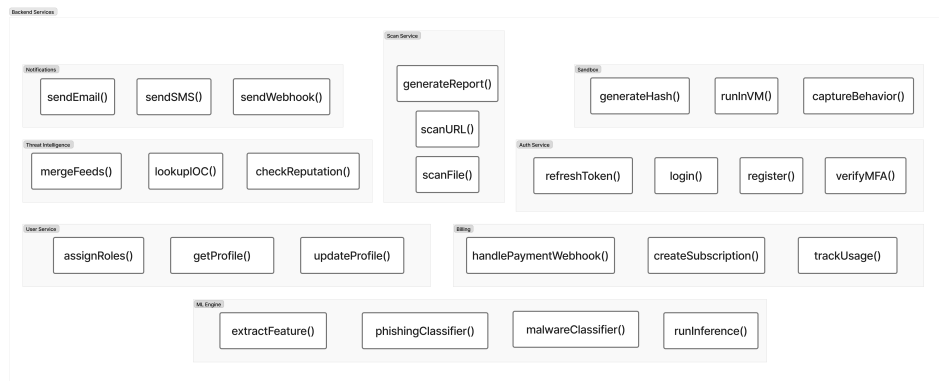 Backend Services
Notifications
sendEmail()
sendSMS()
sendWebhook()
Scan Service
generateReport()
scanURL()
scanFile()
Sandbox
generateHash()
runInVM()
captureBehavior()
Threat Intelligence
mergeFeeds()
lookupIOC()
checkReputation()
Auth Service
refreshToken()
login()
register()
verifyMFA()
User Service
assignRoles()
getProfile()
updateProfile()
Billing
handlePaymentWebhook()
createSubscription()
trackUsage()
ML Engine
extractFeature()
phishingClassifier()
malwareClassifier()
runInference()